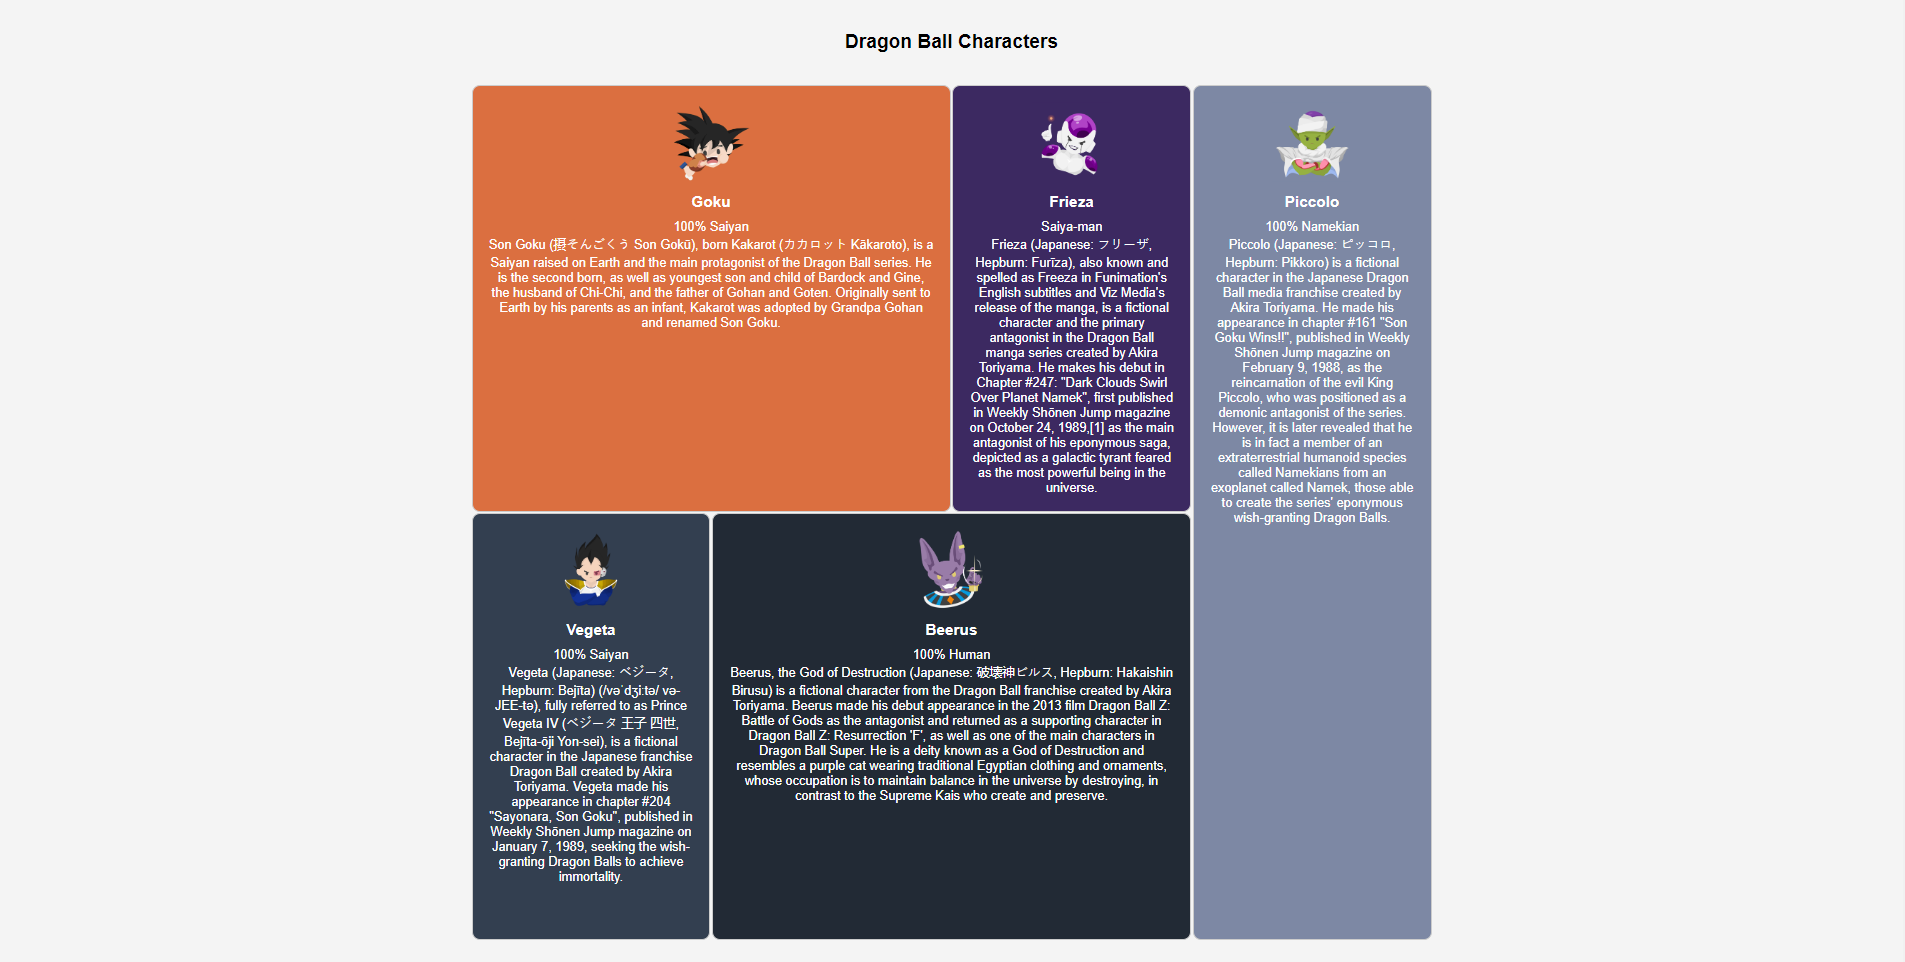 Dragon Ball Characters
Goku
100% Saiyan
Son Goku (摂そんごくう Son Gokū), born Kakarot (カカロット Kākaroto), is a
Saiyan raised on Earth and the main protagonist of the Dragon Ball series. He
is the second born, as well as youngest son and child of Bardock and Gine,
the husband of Chi-Chi, and the father of Gohan and Goten. Originally sent to
Earth by his parents as an infant, Kakarot was adopted by Grandpa Gohan
and renamed Son Goku.
Frieza
Saiya-man
Frieza (Japanese: フリーザ,
Hepburn: Furīza), also known and
spelled as Freeza in Funimation's
English subtitles and Viz Media's
release of the manga, is a fictional
character and the primary
antagonist in the Dragon Ball
manga series created by Akira
Toriyama. He makes his debut in
Chapter #247: "Dark Clouds Swirl
Over Planet Namek", first published
in Weekly Shōnen Jump magazine
on October 24, 1989,[1] as the main
antagonist of his eponymous saga,
depicted as a galactic tyrant feared
as the most powerful being in the
universe.
Piccolo
100% Namekian
Piccolo (Japanese: ピッコロ,
Hepburn: Pikkoro) is a fictional
character in the Japanese Dragon
Ball media franchise created by
Akira Toriyama. He made his
appearance in chapter #161 "Son
Goku Wins!!", published in Weekly
Shōnen Jump magazine on
February 9, 1988, as the
reincarnation of the evil King
Piccolo, who was positioned as a
demonic antagonist of the series.
However, it is later revealed that he
is in fact a member of an
extraterrestrial humanoid species
called Namekians from an
exoplanet called Namek, those able
to create the series' eponymous
wish-granting Dragon Balls.
Vegeta
100% Saiyan
Vegeta (Japanese: ベジータ,
Hepburn: Bejīta) (/vəˈdʒiːtə/ və-
JEE-tə), fully referred to as Prince
Vegeta IV (ベジータ 王子 四世,
Bejīta-ōji Yon-sei), is a fictional
character in the Japanese franchise
Dragon Ball created by Akira
Toriyama. Vegeta made his
appearance in chapter #204
"Sayonara, Son Goku", published in
Weekly Shōnen Jump magazine on
January 7, 1989, seeking the wish-
granting Dragon Balls to achieve
immortality.
Beerus
100% Human
Beerus, the God of Destruction (Japanese: 破壊神ビルス, Hepburn: Hakaishin
Birusu) is a fictional character from the Dragon Ball franchise created by Akira
Toriyama. Beerus made his debut appearance in the 2013 film Dragon Ball Z:
Battle of Gods as the antagonist and returned as a supporting character in
Dragon Ball Z: Resurrection 'F', as well as one of the main characters in
Dragon Ball Super. He is a deity known as a God of Destruction and
resembles a purple cat wearing traditional Egyptian clothing and ornaments,
whose occupation is to maintain balance in the universe by destroying, in
contrast to the Supreme Kais who create and preserve.